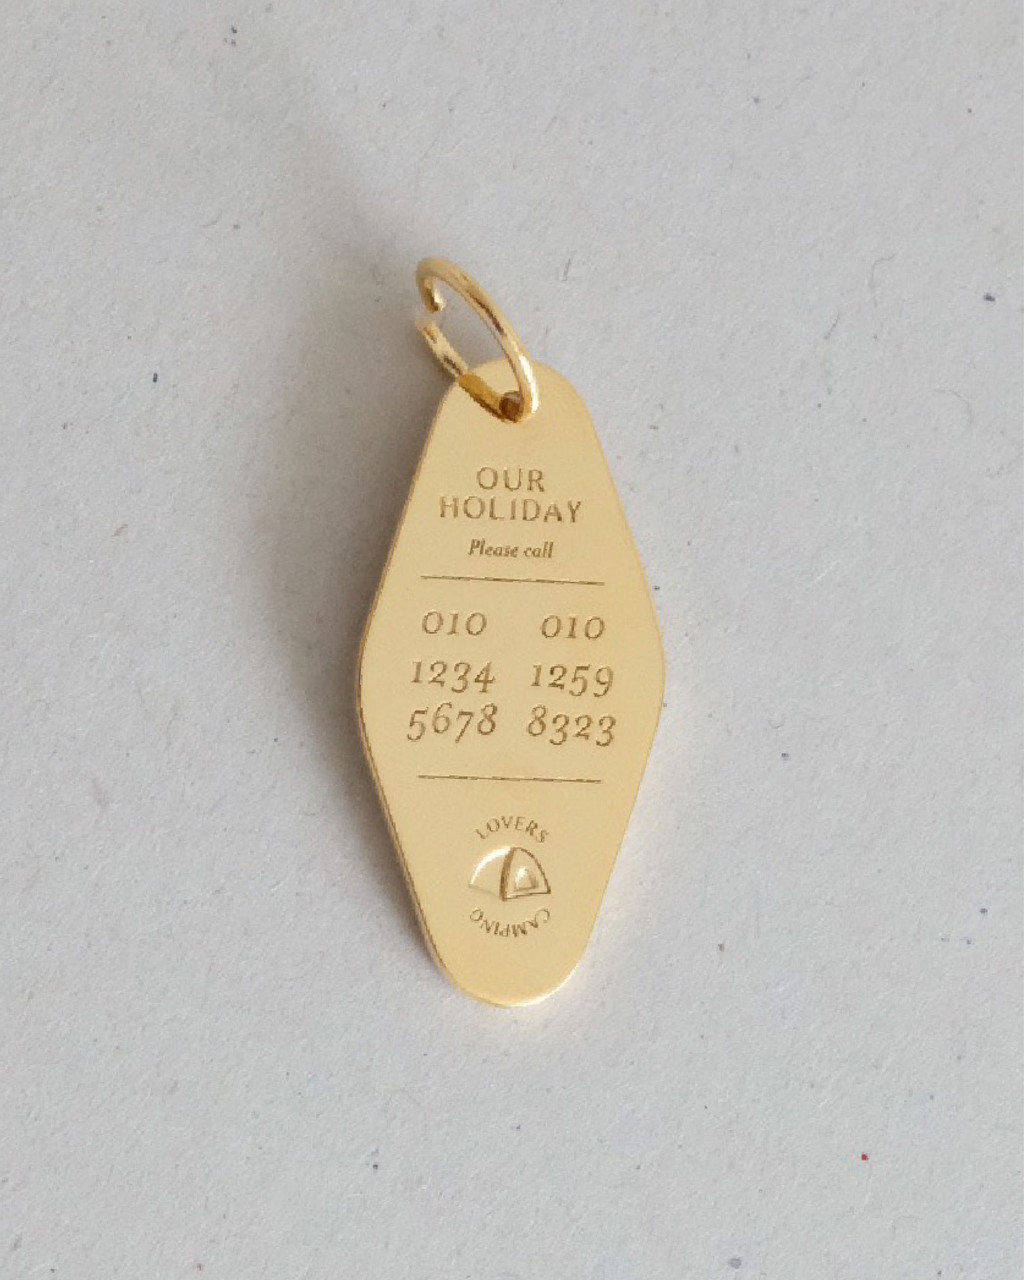 OUR
HOLIDAY
Please call
010 010
1234 1259
5678 8323
LOVERS
CAMPING